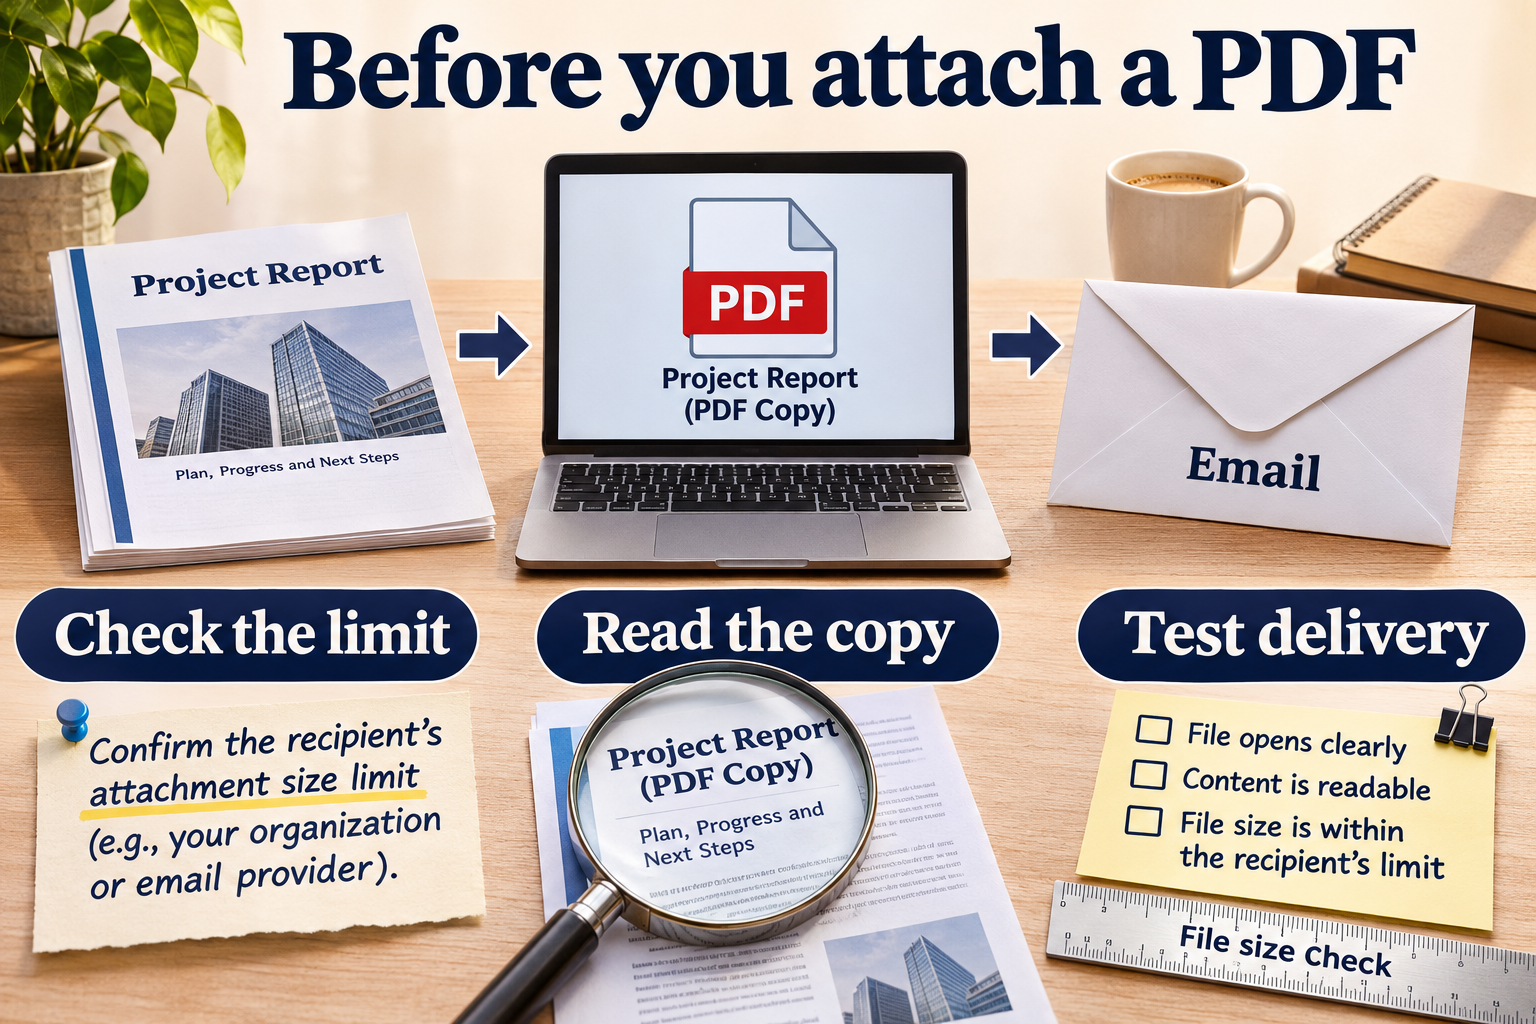 Before you attach a PDF
Project Report
Plan, Progress and Next Steps
PDF
Project Report
(PDF Copy)
Email
Check the limit
Confirm the recipient's
attachment size limit
(e.g., your organization
or email provider).
Read the copy
Project Report
(PDF Copy)
Plan, Progress and
Next Steps
Test delivery
File opens clearly
Content is readable
File size is within
the recipient's limit
File size Check